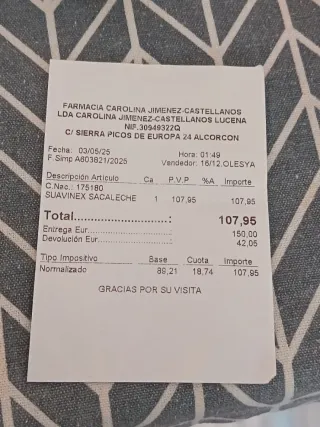 FARMACIA CAROLINA JIMENEZ-CASTELLANOS
LDA CAROLINA JIMENEZ-CASTELLANOS LUCENA
NIF.30949322Q
C/ SIERRA PICOS DE EUROPA 24 ALCORCON
Fecha: 03/05/25 Hora: 01:49
F.Simp A603621/2025 Vendedor: 16/12.OLESYA
Descripción Artículo Ca P.V.P %A Importe
C.Nac.: 175180
SUAVINEX SACALECHE 1 107,95 107,95
Total.......................: 107,95
Entrega Eur....................: 150,00
Devolución Eur................: 42,05
Tipo Impositivo Base Cuota Importe
Normalizado 89,21 18,74 107,95
GRACIAS POR SU VISITA